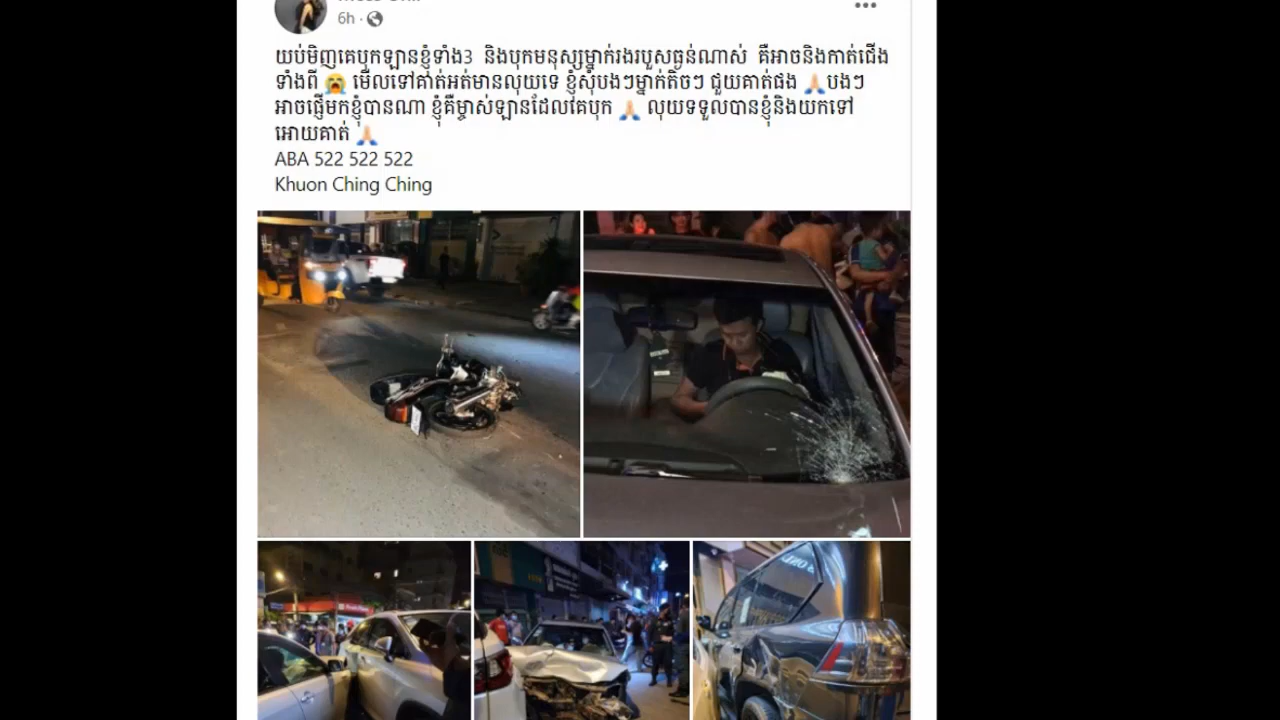 6h ·
យប់មិញគេបុកឡានខ្ញុំទាំង3 និងបុកមនុស្សម្នាក់រងរបួសធ្ងន់ណាស់ គឺអាចនិងកាត់ជើង
ទាំងពី 😭 មើលទៅគាត់អត់មានលុយទេ ខ្ញុំសុំបងៗម្នាក់តិចៗ ជួយគាត់ផង 🙏🏻 បងៗ
អាចផ្ញើមកខ្ញុំបានណា ខ្ញុំគឺម្ចាស់ឡានដែលគេបុក 🙏🏻 លុយទទួលបានខ្ញុំនិងយកទៅ
អោយគាត់ 🙏🏻
ABA 522 522 522
Khuon Ching Ching